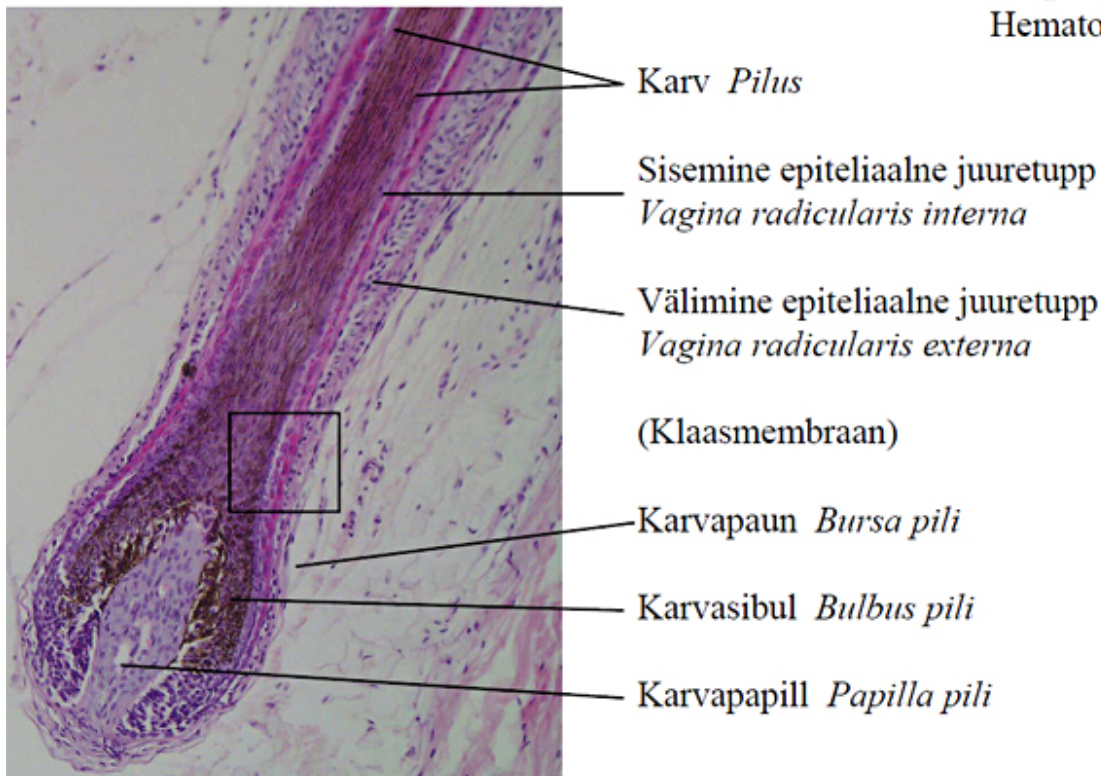 Hemato
Karv Pilus
Sisemine epiteliaalne juuretupp
Vagina radicularis interna
Välimine epiteliaalne juuretupp
Vagina radicularis externa
(Klaasmembraan)
Karvapaun Bursa pili
Karvasibul Bulbus pili
Karvapapill Papilla pili